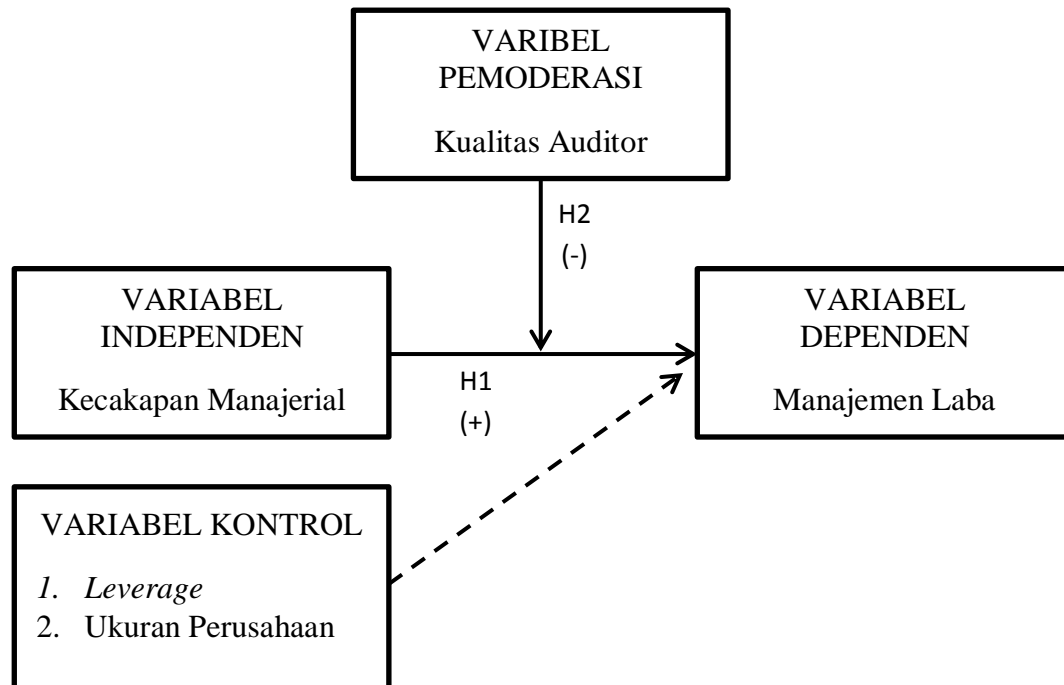 VARIBEL
PEMODERASI
Kualitas Auditor
H2
(-)
VARIABEL
INDEPENDEN
Kecakapan Manajerial
H1
(+)
VARIABEL
DEPENDEN
Manajemen Laba
VARIABEL KONTROL
1. Leverage
2. Ukuran Perusahaan